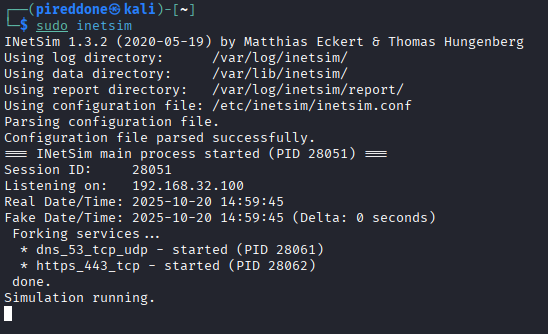 ┌──(pireddone㉿kali)-[~]
└─$ sudo inetsim
INetSim 1.3.2 (2020-05-19) by Matthias Eckert & Thomas Hungenberg
Using log directory:      /var/log/inetsim/
Using data directory:     /var/lib/inetsim/
Using report directory:   /var/log/inetsim/report/
Using configuration file: /etc/inetsim/inetsim.conf
Parsing configuration file.
Configuration file parsed successfully.
=== INetSim main process started (PID 28051) ===
Session ID:     28051
Listening on:   192.168.32.100
Real Date/Time: 2025-10-20 14:59:45
Fake Date/Time: 2025-10-20 14:59:45 (Delta: 0 seconds)
 Forking services...
  * dns_53_tcp_udp - started (PID 28061)
  * https_443_tcp - started (PID 28062)
 done.
Simulation running.